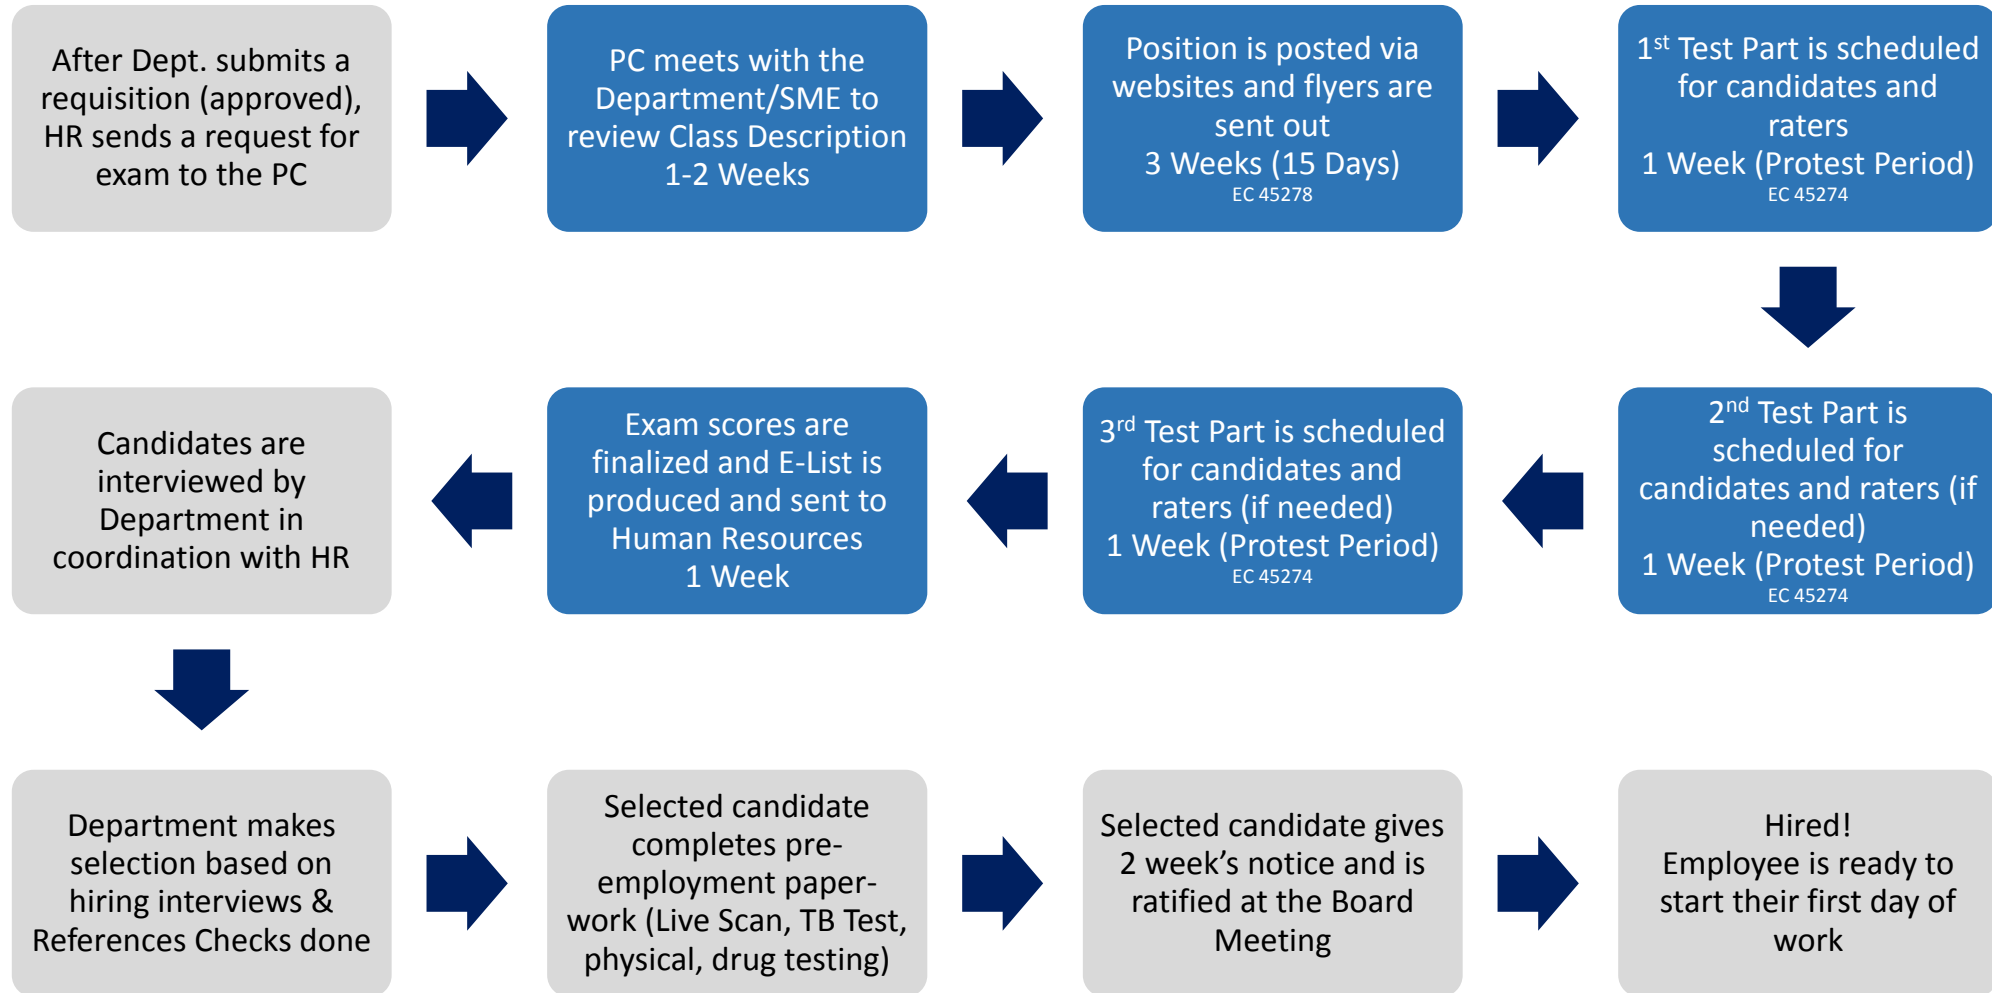 After Dept. submits a
requisition (approved),
HR sends a request for
exam to the PC
PC meets with the
Department/SME to
review Class Description
1-2 Weeks
Position is posted via
websites and flyers are
sent out
3 Weeks (15 Days)
EC 45278
1st Test Part is scheduled
for candidates and
raters
1 Week (Protest Period)
EC 45274
2nd Test Part is
scheduled for
candidates and raters (if
needed)
1 Week (Protest Period)
EC 45274
3rd Test Part is scheduled
for candidates and
raters (if needed)
1 Week (Protest Period)
EC 45274
Exam scores are
finalized and E-List is
produced and sent to
Human Resources
1 Week
Candidates are
interviewed by
Department in
coordination with HR
Department makes
selection based on
hiring interviews &
References Checks done
Selected candidate
completes pre-
employment paper-
work (Live Scan, TB Test,
physical, drug testing)
Selected candidate gives
2 week’s notice and is
ratified at the Board
Meeting
Hired!
Employee is ready to
start their first day of
work